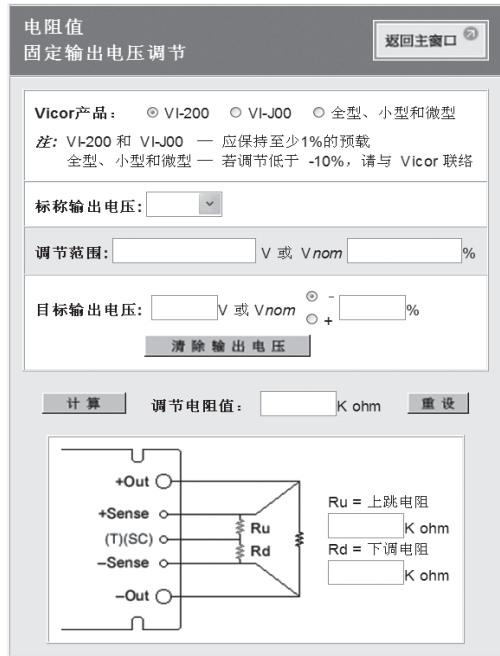 电阻值
固定输出电压调节
返回主窗口
Vicor产品： VI-200 VI-J00 全型、小型和微型
注: VI-200 和 VI-J00 — 应保持至少1%的预载
全型、小型和微型 — 若调节低于 -10%，请与 Vicor 联络
标称输出电压:
调节范围: V 或 Vnom %
目标输出电压: V 或 Vnom - + %
清除输出电压
计算 调节电阻值： K ohm 重设
+Out
+Sense
(T)(SC)
–Sense
–Out
Ru
Rd
Ru = 上跳电阻
K ohm
Rd = 下调电阻
K ohm